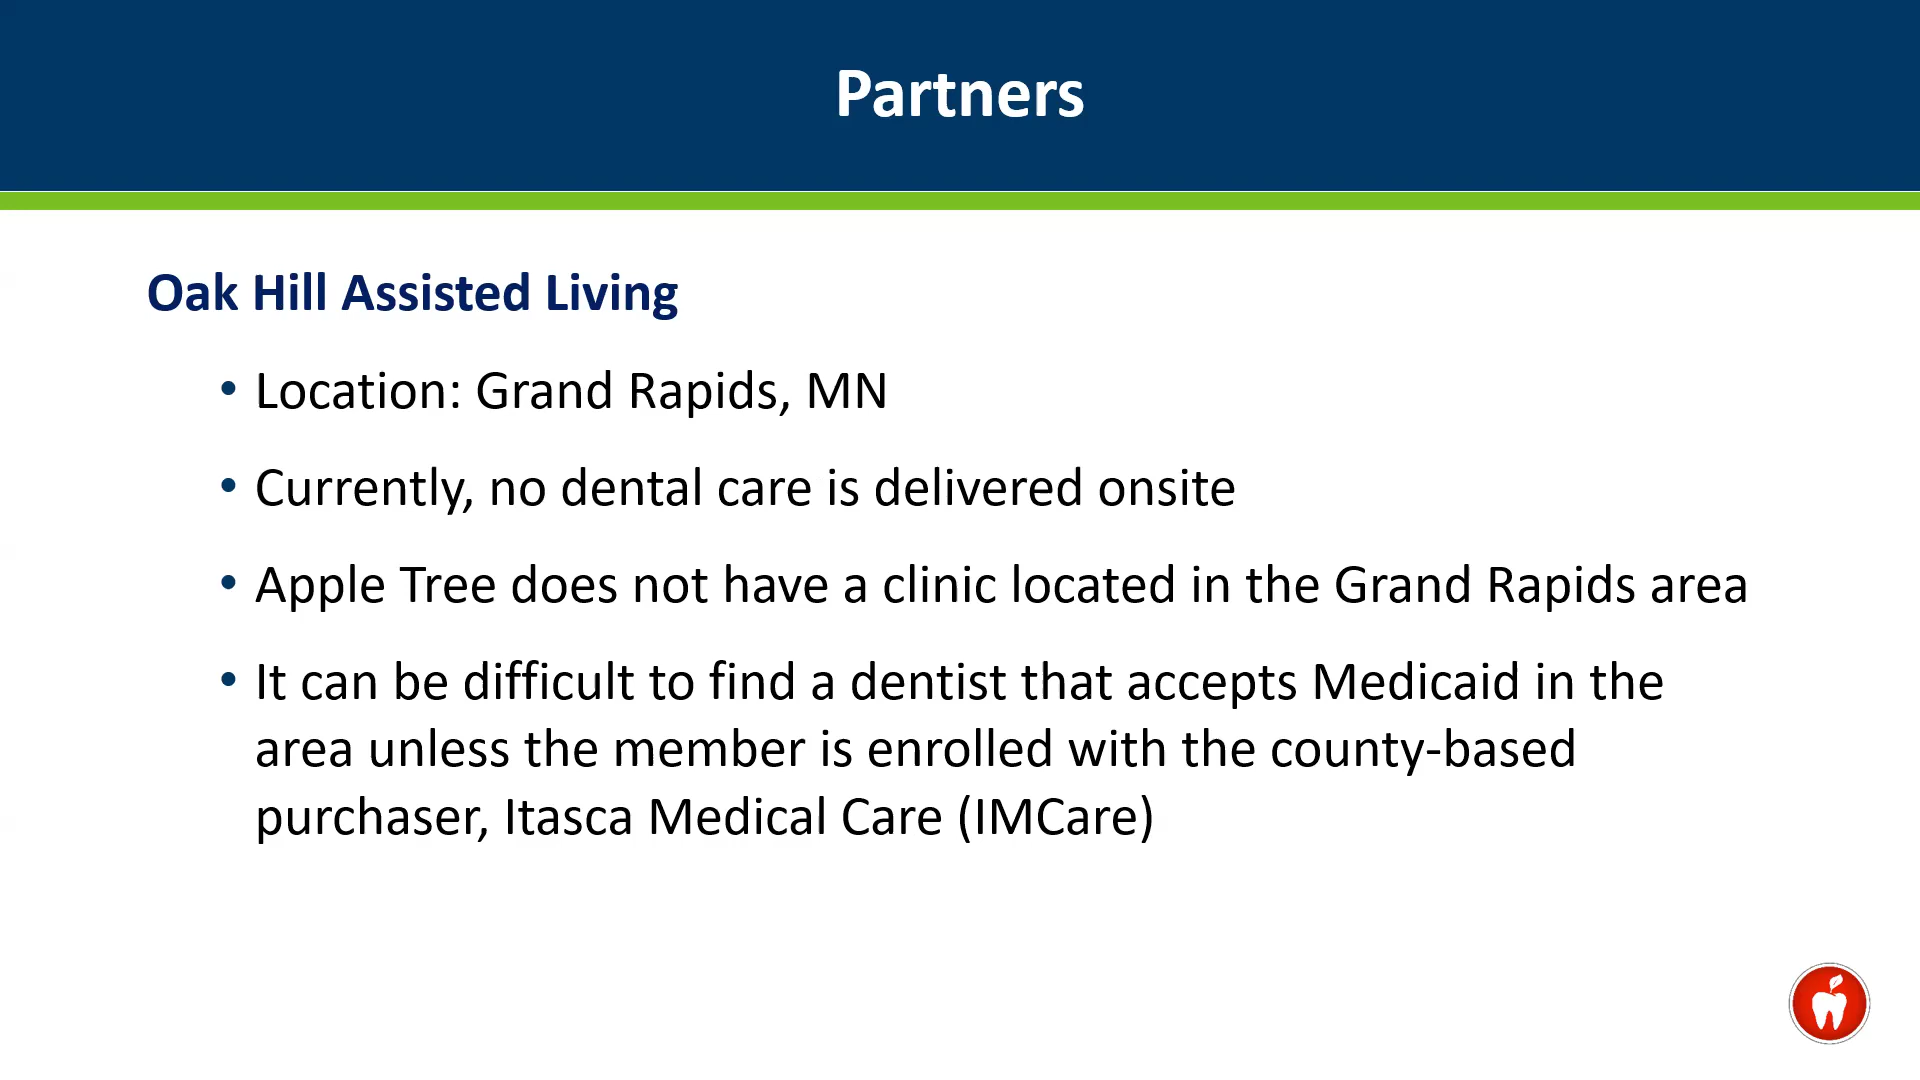 Partners
Oak Hill Assisted Living
• Location: Grand Rapids, MN
• Currently, no dental care is delivered onsite
• Apple Tree does not have a clinic located in the Grand Rapids area
• It can be difficult to find a dentist that accepts Medicaid in the
area unless the member is enrolled with the county-based
purchaser, Itasca Medical Care (IMCare)